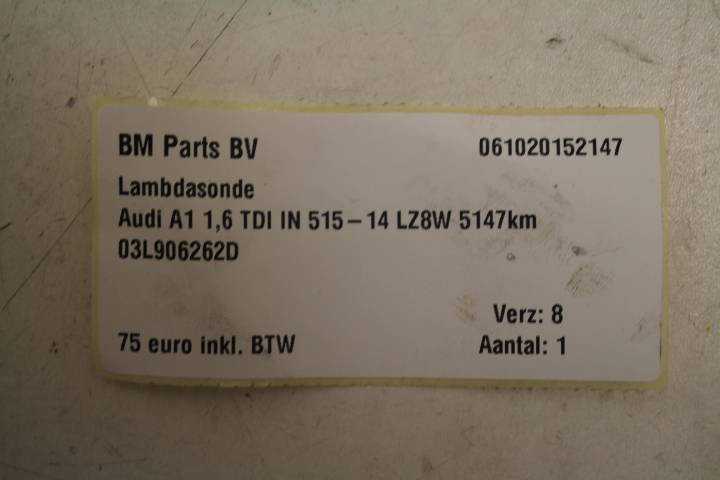 BM Parts BV 061020152147
Lambdasonde
Audi A1 1,6 TDI IN 515-14 LZ8W 5147km
03L906262D
Verz: 8
75 euro inkl. BTW Aantal: 1